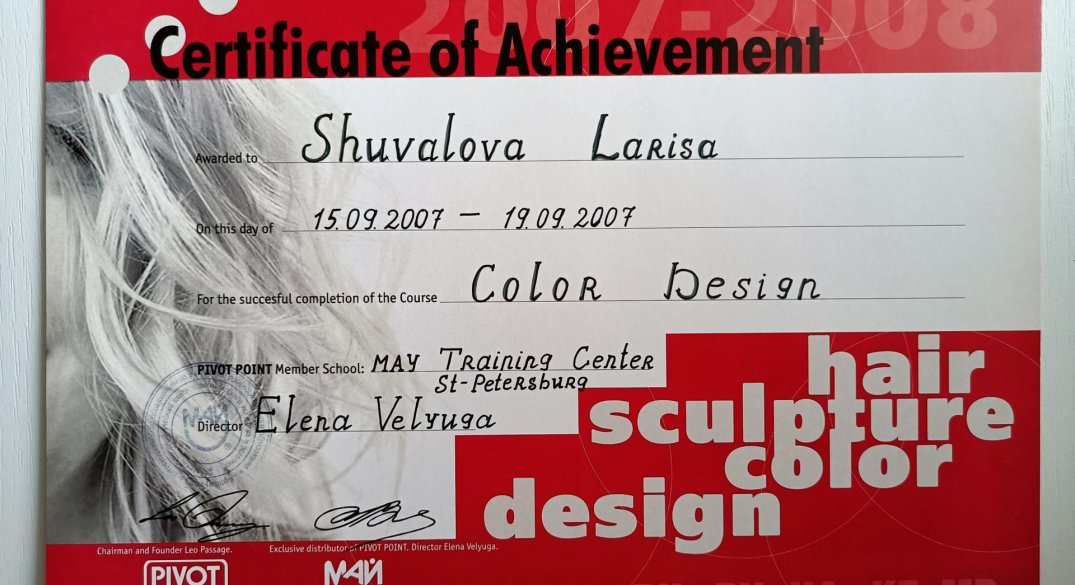 2007-2008
Certificate of Achievement
Awarded to Shuvalova Larisa
On this day of 15.09.2007 – 19.09.2007
For the succesful completion of the Course Color Design
PIVOT POINT Member School: MAY Training Center
St-Petersburg
Director Elena Velyuga
МАЙ
hair
sculpture
color
design
Chairman and Founder Leo Passage.
Exclusive distributor of PIVOT POINT. Director Elena Velyuga.
PIVOT
МАЙ